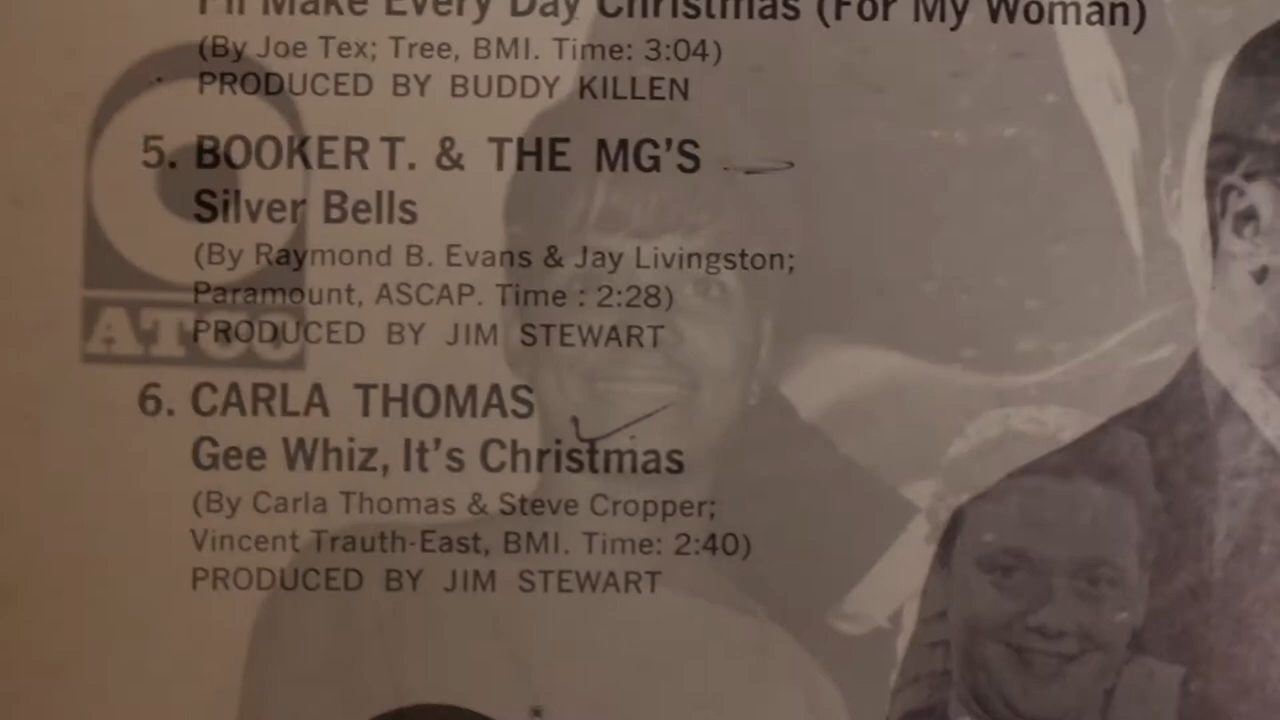 I'll Make Every Day Christmas (For My Woman)
(By Joe Tex; Tree, BMI. Time: 3:04)
PRODUCED BY BUDDY KILLEN
5. BOOKER T. & THE MG'S
Silver Bells
(By Raymond B. Evans & Jay Livingston;
Paramount, ASCAP. Time : 2:28)
PRODUCED BY JIM STEWART
ATCO
6. CARLA THOMAS
Gee Whiz, It's Christmas
(By Carla Thomas & Steve Cropper;
Vincent Trauth-East, BMI. Time: 2:40)
PRODUCED BY JIM STEWART